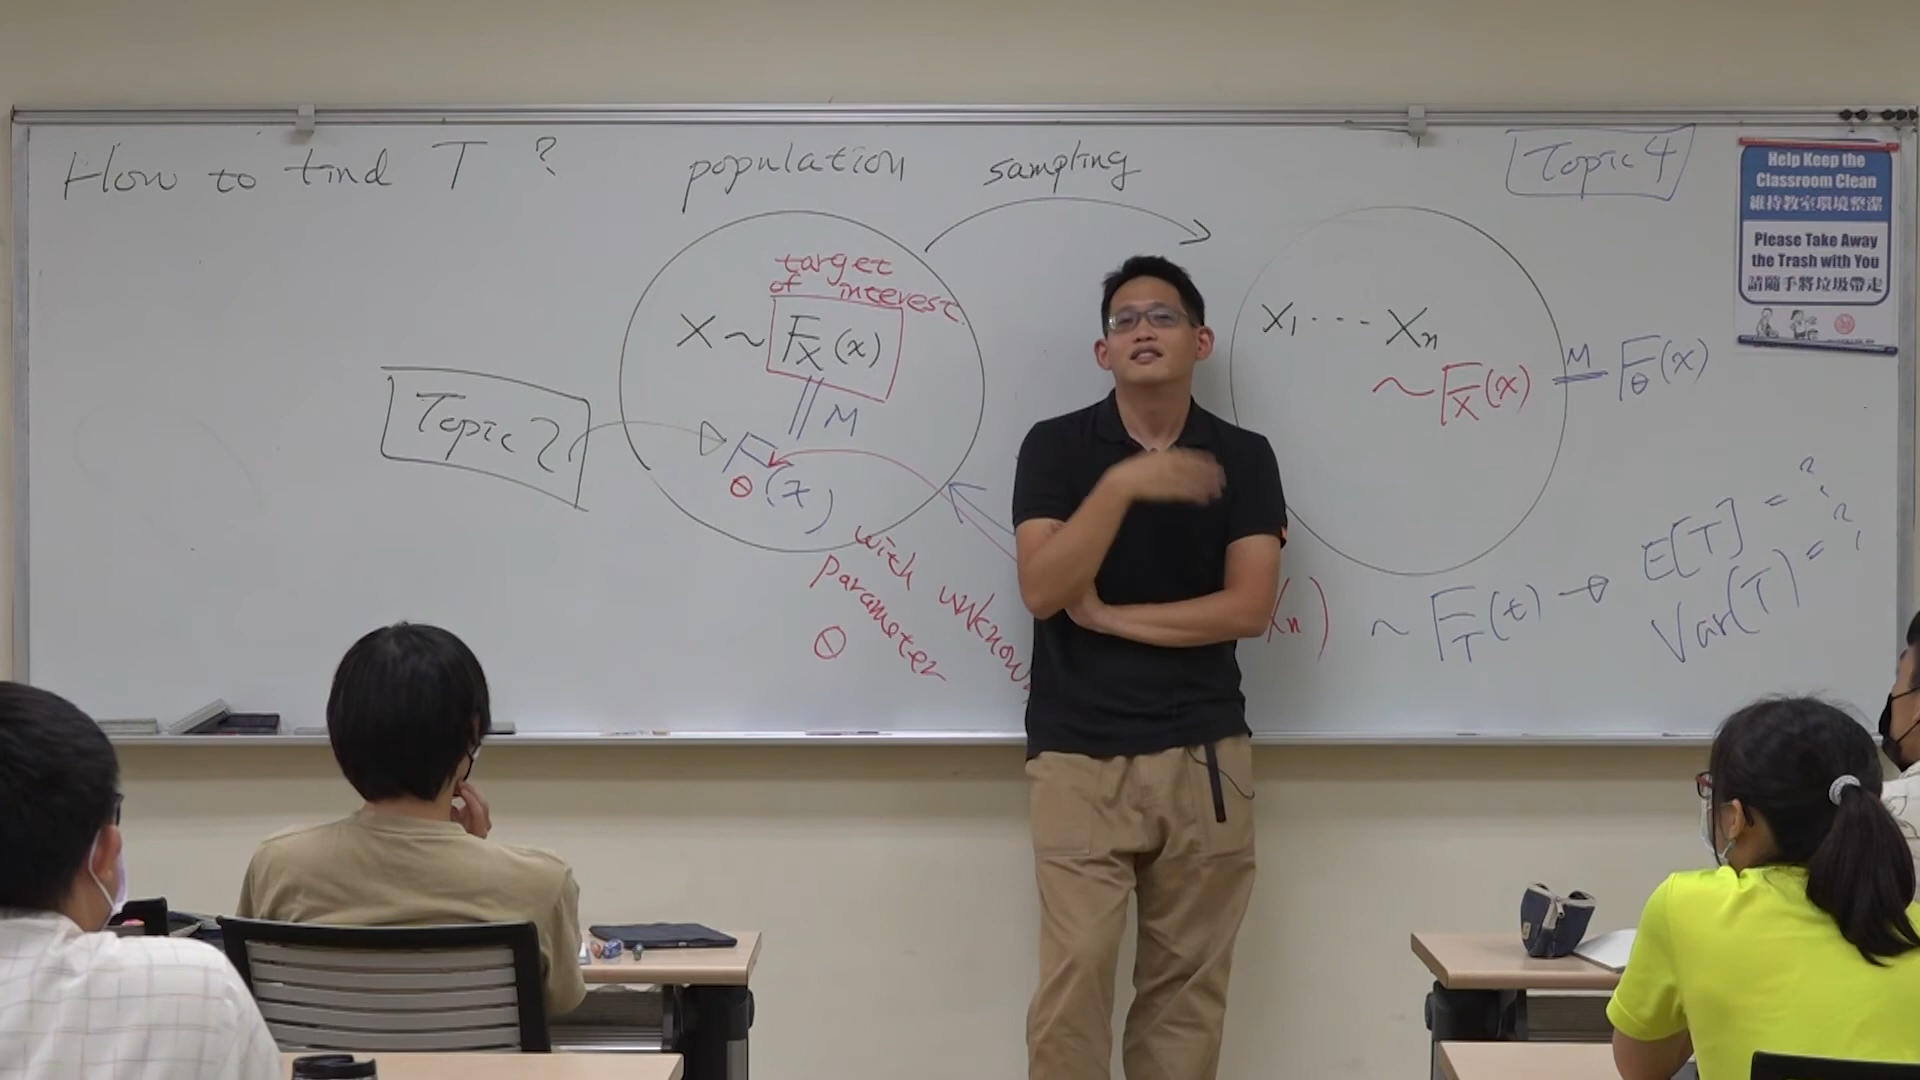 How to find T ?
population
sampling
Topic 4
target
of interest.
X ~ F_X(x)
M
F_θ(x)
Topic 2
with unknown
parameter
θ
X_1 ... X_n
~ F_X(x) = F_θ(x)
M
X_n) ~ F_T(t) →
E[T] = ?
Var(T) = ?
Help Keep the
Classroom Clean
維持教室環境整潔
Please Take Away
the Trash with You
請隨手將垃圾帶走